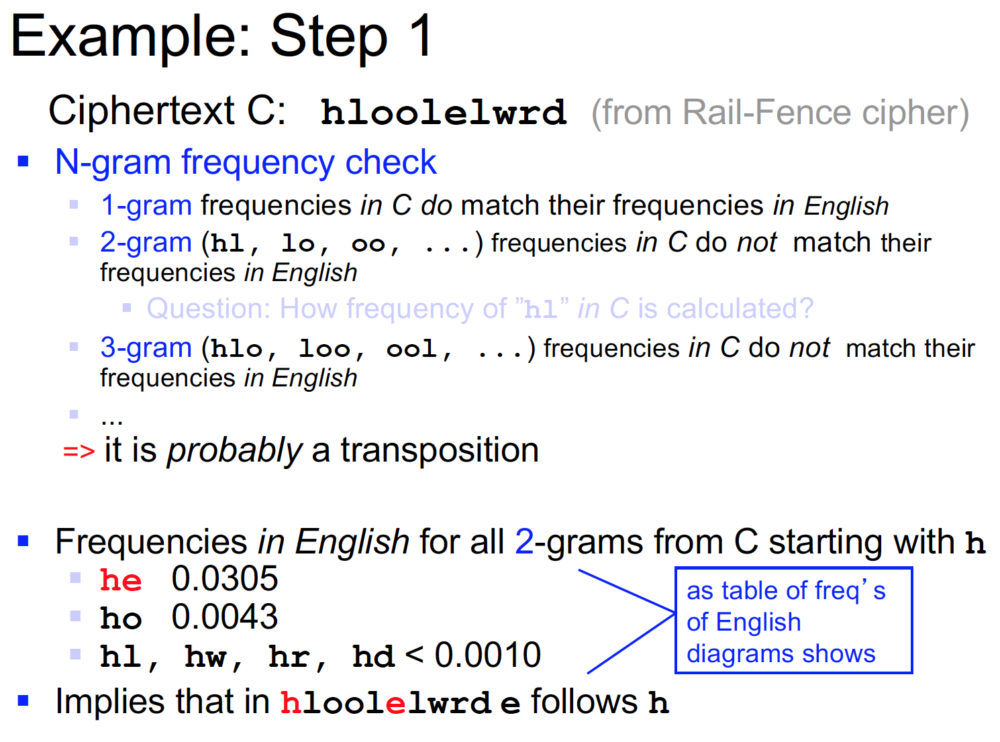 Example: Step 1
Ciphertext C: hloolelwrd (from Rail-Fence cipher)
▪ N-gram frequency check
▪ 1-gram frequencies in C do match their frequencies in English
▪ 2-gram (hl, lo, oo, ...) frequencies in C do not match their
frequencies in English
▪ Question: How frequency of ”hl” in C is calculated?
▪ 3-gram (hlo, loo, ool, ...) frequencies in C do not match their
frequencies in English
▪ ...
=> it is probably a transposition
▪ Frequencies in English for all 2-grams from C starting with h
▪ he 0.0305
▪ ho 0.0043
▪ hl, hw, hr, hd < 0.0010
as table of freq’s
of English
diagrams shows
▪ Implies that in hloolelwrd e follows h